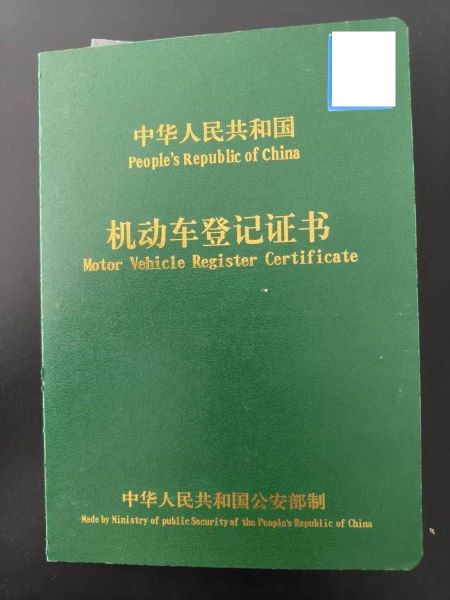 中华人民共和国
People's Republic of China
机动车登记证书
Motor Vehicle Register Certificate
中华人民共和国公安部制
Made by Ministry of public Security of the People's Republic of China